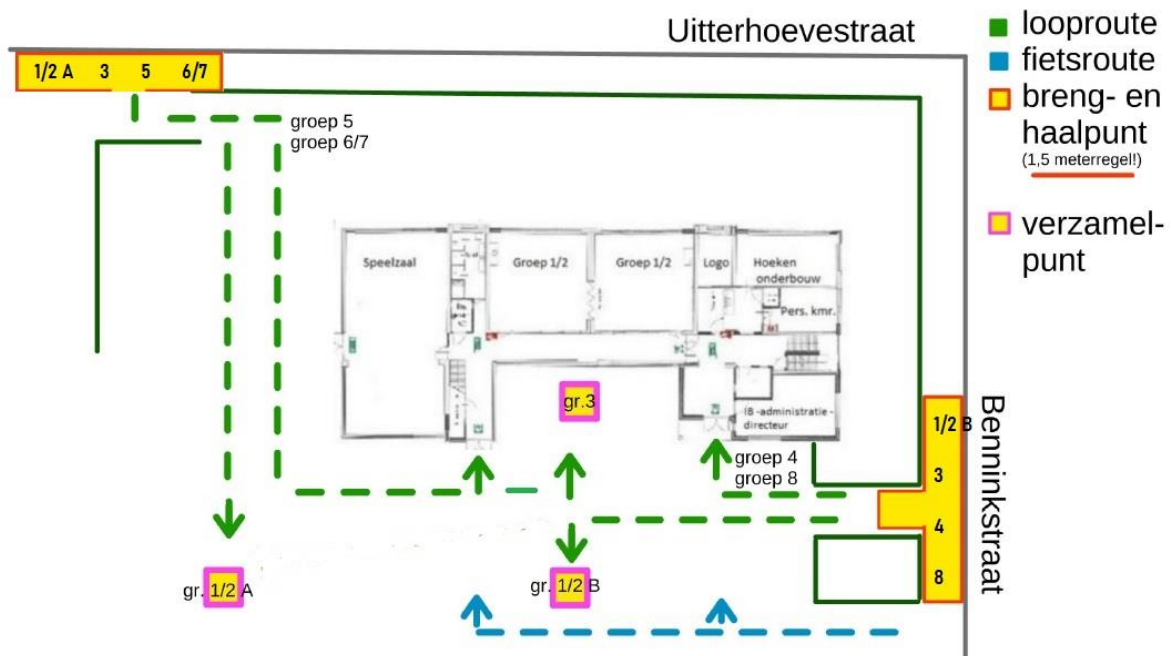 Uitterhoevestraat
looproute
fietsroute
breng- en
haalpunt
(1,5 meterregel!)
verzamel-
punt
1/2 A 3 5 6/7
groep 5
groep 6/7
Speelzaal
Groep 1/2
Groep 1/2
Logo
Hoeken
onderbouw
Pers. kmr.
gr.3
IB -administratie -
directeur
groep 4
groep 8
1/2 B
3
4
8
Benninkstraat
gr. 1/2 A
gr. 1/2 B